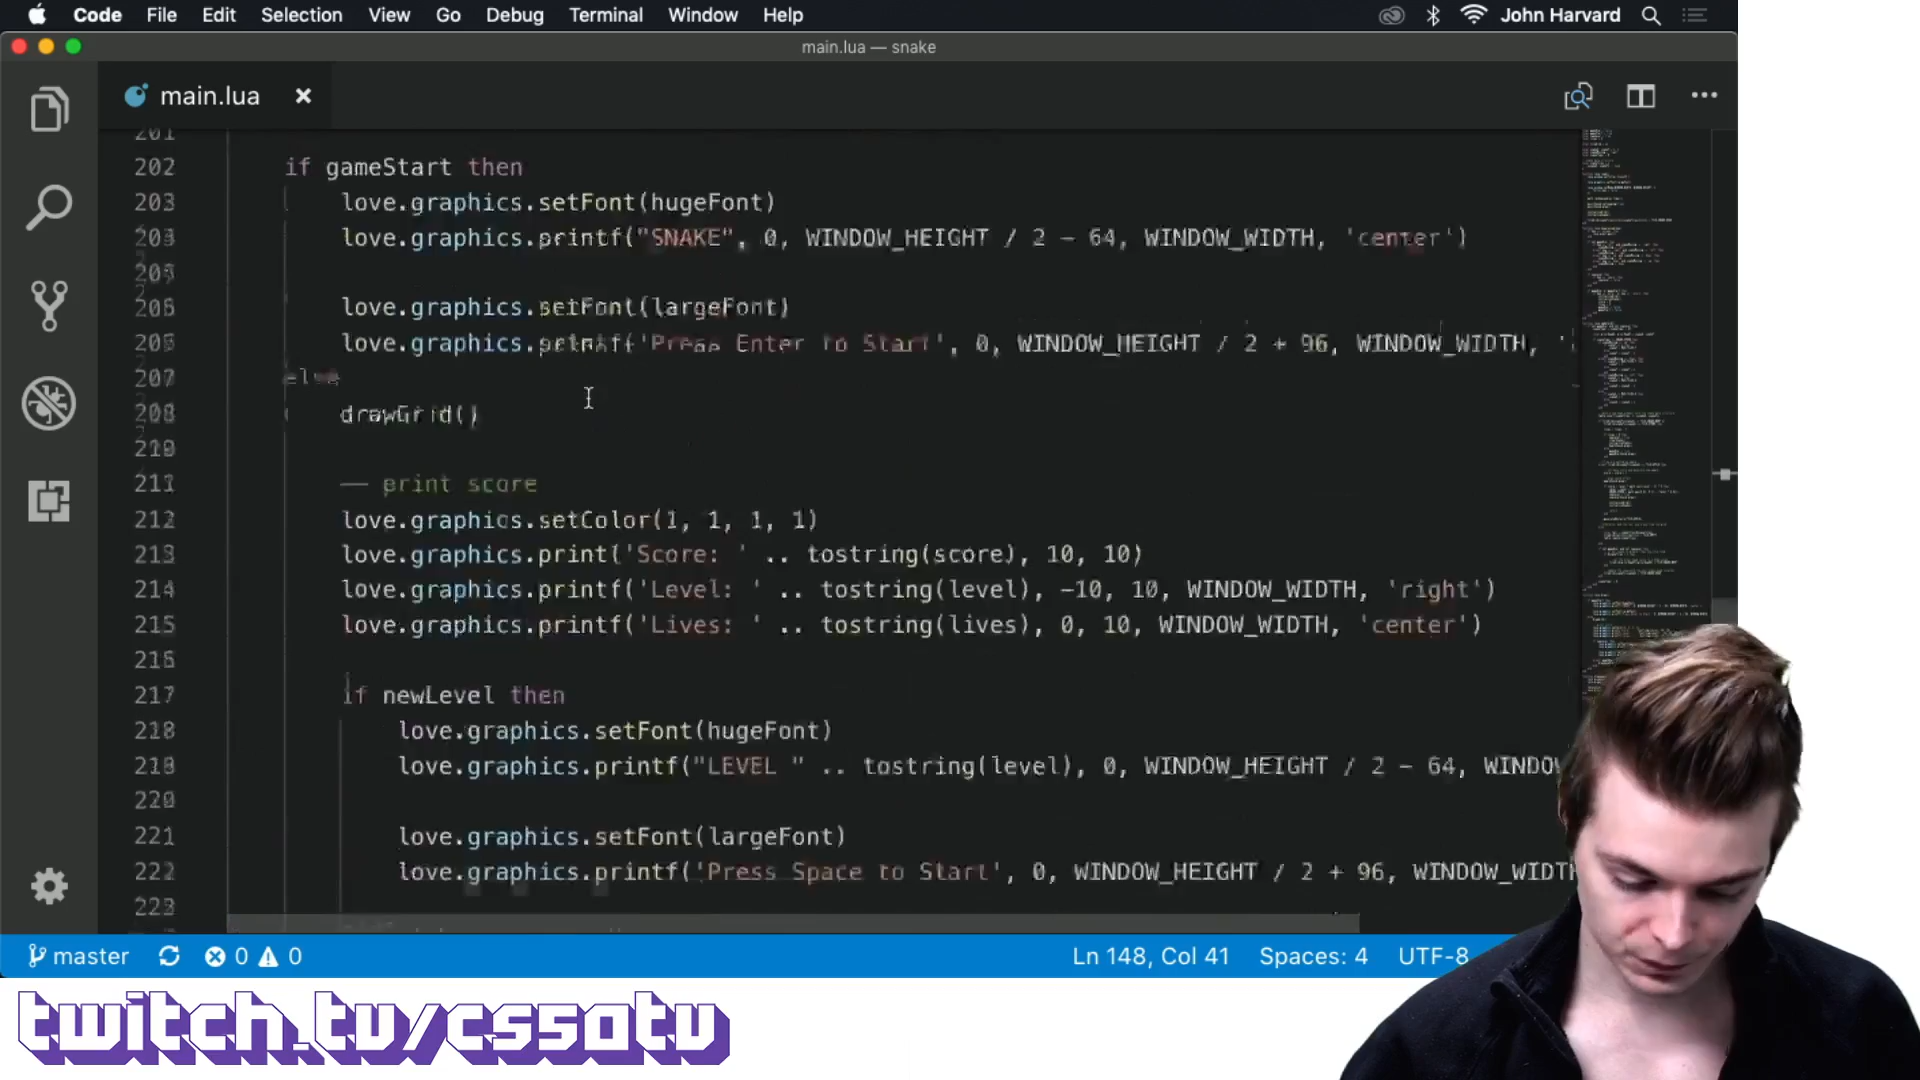 Code File Edit Selection View Go Debug Terminal Window Help John Harvard
main.lua — snake
main.lua
201
202 if gameStart then
203 love.graphics.setFont(hugeFont)
204 love.graphics.printf("SNAKE", 0, WINDOW_HEIGHT / 2 - 64, WINDOW_WIDTH, 'center')
love.graphics.setFont(largeFont)
love.graphics.printf('Press Enter to Start', 0, WINDOW_HEIGHT / 2 + 96, WINDOW_WIDTH, '
else
drawGrid()
210
211 -- print score
212 love.graphics.setColor(1, 1, 1, 1)
213 love.graphics.print('Score: ' .. tostring(score), 10, 10)
214 love.graphics.printf('Level: ' .. tostring(level), -10, 10, WINDOW_WIDTH, 'right')
215 love.graphics.printf('Lives: ' .. tostring(lives), 0, 10, WINDOW_WIDTH, 'center')
216
217 if newLevel then
218 love.graphics.setFont(hugeFont)
219 love.graphics.printf("LEVEL " .. tostring(level), 0, WINDOW_HEIGHT / 2 - 64, WINDOW
220
221 love.graphics.setFont(largeFont)
222 love.graphics.printf('Press Space to Start', 0, WINDOW_HEIGHT / 2 + 96, WINDOW_WIDTH
223
master 0 0 Ln 148, Col 41 Spaces: 4 UTF-8
twitch.tv/cs50tv